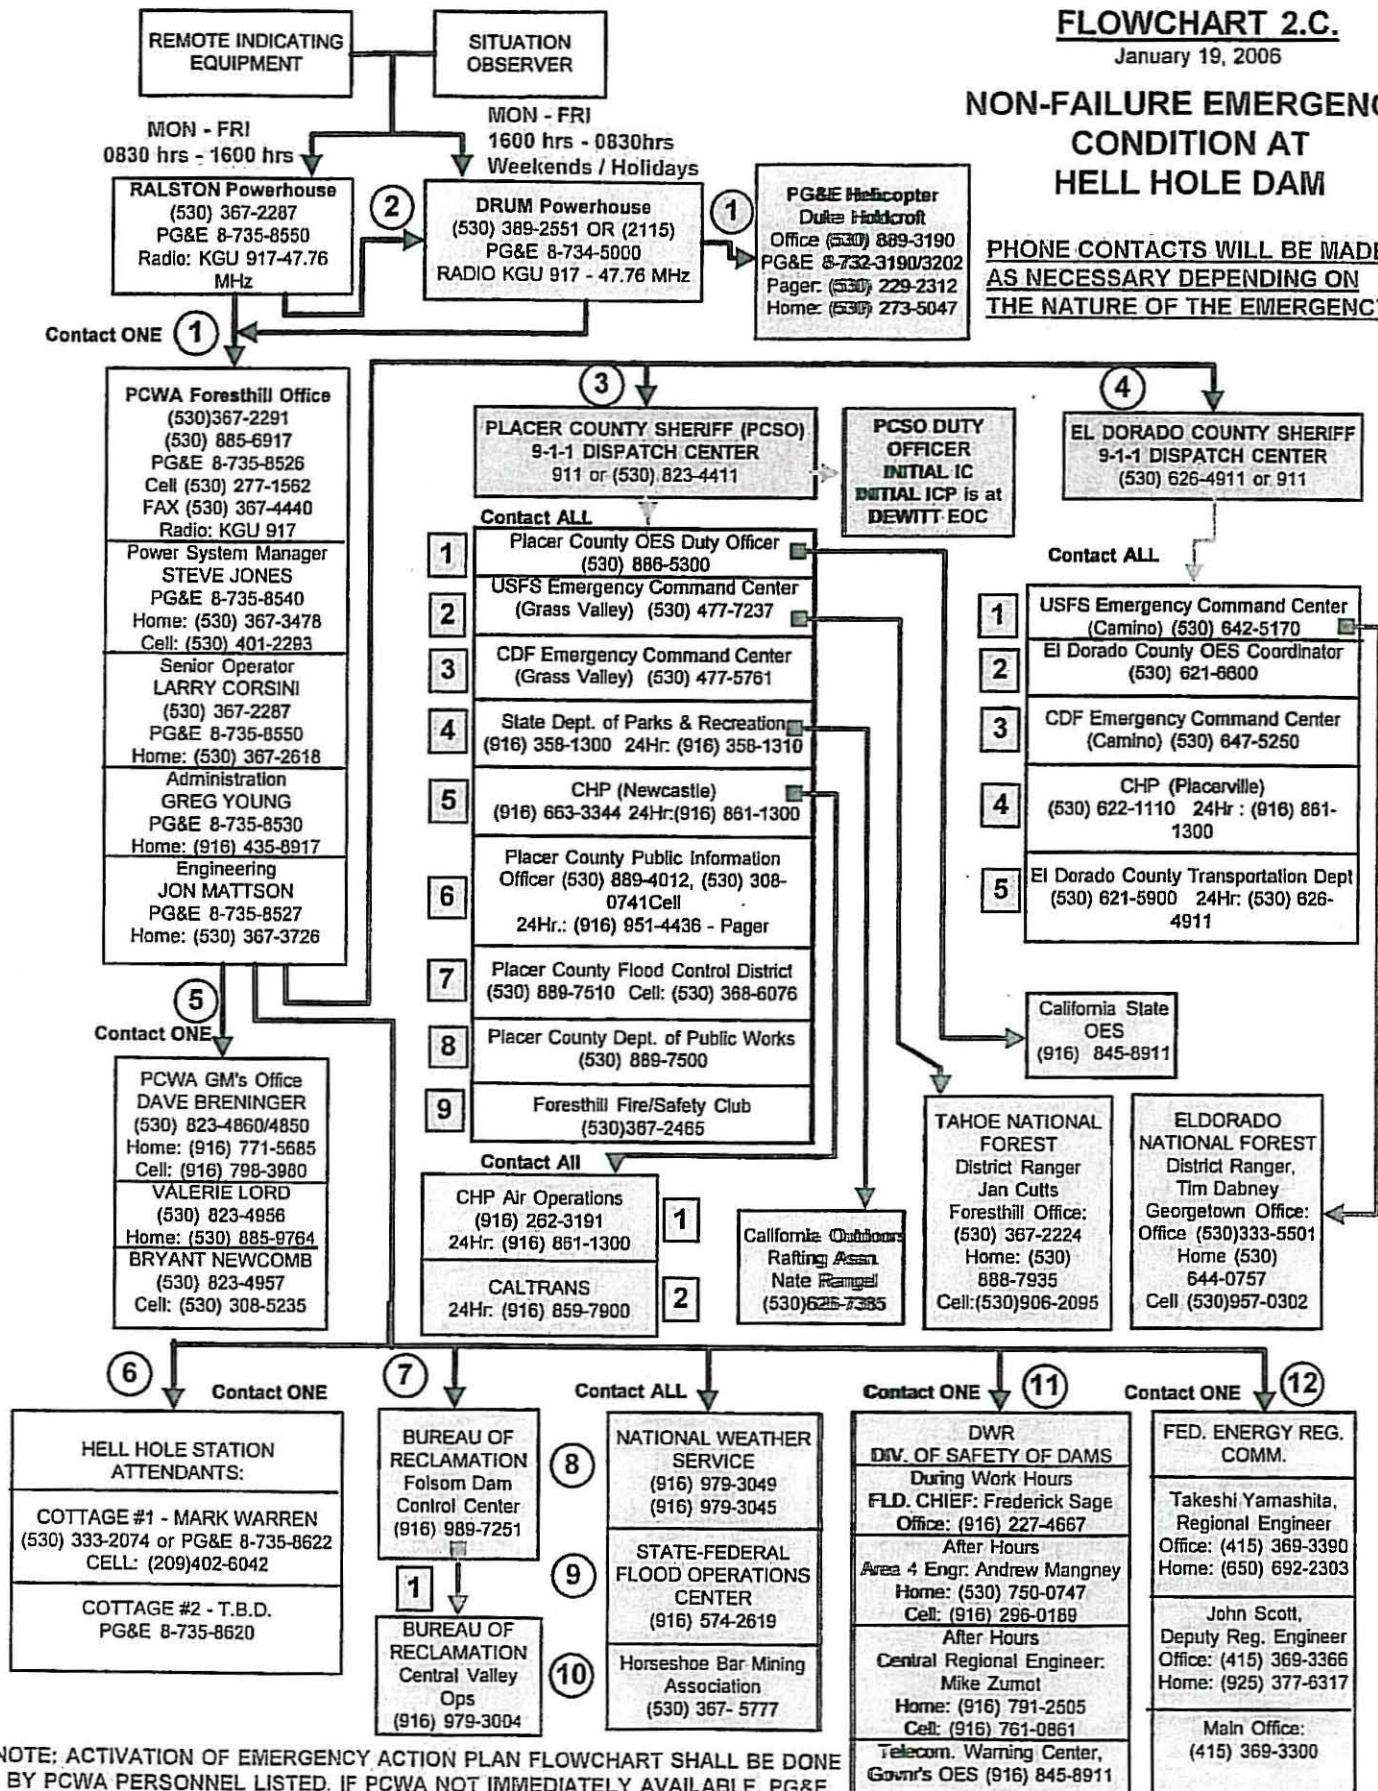 FLOWCHART 2.C.
January 19, 2006
NON-FAILURE EMERGENC
CONDITION AT
HELL HOLE DAM
PHONE CONTACTS WILL BE MADE
AS NECESSARY DEPENDING ON
THE NATURE OF THE EMERGENCY
REMOTE INDICATING
EQUIPMENT
SITUATION
OBSERVER
MON - FRI
0830 hrs - 1600 hrs
MON - FRI
1600 hrs - 0830hrs
Weekends / Holidays
RALSTON Powerhouse
(530) 367-2287
PG&E 8-735-8550
Radio: KGU 917-47.76
MHz
2
DRUM Powerhouse
(530) 389-2551 OR (2115)
PG&E 8-734-5000
RADIO KGU 917 - 47.76 MHz
1
PG&E Helicopter
Duke Holdcroft
Office (530) 889-3190
PG&E 8-732-3190/3202
Pager: (530) 229-2312
Home: (530) 273-5047
Contact ONE
1
PCWA Foresthill Office
(530)367-2291
(530) 885-6917
PG&E 8-735-8526
Cell (530) 277-1562
FAX (530) 367-4440
Radio: KGU 917
Power System Manager
STEVE JONES
PG&E 8-735-8540
Home: (530) 367-3478
Cell: (530) 401-2293
Senior Operator
LARRY CORSINI
(530) 367-2287
PG&E 8-735-8550
Home: (530) 367-2618
Administration
GREG YOUNG
PG&E 8-735-8530
Home: (916) 435-8917
Engineering
JON MATTSON
PG&E 8-735-8527
Home: (530) 367-3726
3
PLACER COUNTY SHERIFF (PCSO)
9-1-1 DISPATCH CENTER
911 or (530) 823-4411
PCSO DUTY
OFFICER
INITIAL IC
INITIAL ICP is at
DEWITT EOC
4
EL DORADO COUNTY SHERIFF
9-1-1 DISPATCH CENTER
(530) 626-4911 or 911
Contact ALL
1
Placer County OES Duty Officer
(530) 886-5300
2
USFS Emergency Command Center
(Grass Valley) (530) 477-7237
3
CDF Emergency Command Center
(Grass Valley) (530) 477-5761
4
State Dept. of Parks & Recreation
(916) 358-1300 24Hr: (916) 358-1310
5
CHP (Newcastle)
(916) 663-3344 24Hr:(916) 861-1300
6
Placer County Public Information
Officer (530) 889-4012, (530) 308-
0741Cell
24Hr.: (916) 951-4436 - Pager
7
Placer County Flood Control District
(530) 889-7510 Cell: (530) 368-6076
8
Placer County Dept. of Public Works
(530) 889-7500
9
Foresthill Fire/Safety Club
(530)367-2465
Contact ALL
1
USFS Emergency Command Center
(Camino) (530) 642-5170
2
El Dorado County OES Coordinator
(530) 621-6600
3
CDF Emergency Command Center
(Camino) (530) 647-5250
4
CHP (Placerville)
(530) 622-1110 24Hr : (916) 861-
1300
5
El Dorado County Transportation Dept
(530) 621-5900 24Hr: (530) 626-
4911
5
Contact ONE
PCWA GM's Office
DAVE BRENINGER
(530) 823-4860/4850
Home: (916) 771-5685
Cell: (916) 798-3980
VALERIE LORD
(530) 823-4956
Home: (530) 885-9764
BRYANT NEWCOMB
(530) 823-4957
Cell: (530) 308-5235
Contact All
CHP Air Operations
(916) 262-3191
24Hr: (916) 861-1300
1
CALTRANS
24Hr: (916) 859-7900
2
California Outdoors
Rafting Assn.
Nate Rangel
(530)626-7385
California State
OES
(916) 845-8911
TAHOE NATIONAL
FOREST
District Ranger
Jan Cutts
Foresthill Office:
(530) 367-2224
Home: (530)
888-7935
Cell:(530)906-2095
ELDORADO
NATIONAL FOREST
District Ranger,
Tim Dabney
Georgetown Office:
Office (530)333-5501
Home (530)
644-0757
Cell (530)957-0302
6
Contact ONE
HELL HOLE STATION
ATTENDANTS:
COTTAGE #1 - MARK WARREN
(530) 333-2074 or PG&E 8-735-8622
CELL: (209)402-6042
COTTAGE #2 - T.B.D.
PG&E 8-735-8620
7
BUREAU OF
RECLAMATION
Folsom Dam
Control Center
(916) 989-7251
1
BUREAU OF
RECLAMATION
Central Valley
Ops
(916) 979-3004
Contact ALL
8
NATIONAL WEATHER
SERVICE
(916) 979-3049
(916) 979-3045
9
STATE-FEDERAL
FLOOD OPERATIONS
CENTER
(916) 574-2619
10
Horseshoe Bar Mining
Association
(530) 367- 5777
Contact ONE
11
DWR
DIV. OF SAFETY OF DAMS
During Work Hours
FLD. CHIEF: Frederick Sage
Office: (916) 227-4667
After Hours
Area 4 Engr: Andrew Mangney
Home: (530) 750-0747
Cell: (916) 296-0189
After Hours
Central Regional Engineer:
Mike Zumot
Home: (916) 791-2505
Cell: (916) 761-0861
Telecom. Warning Center,
Govnr's OES (916) 845-8911
Contact ONE
12
FED. ENERGY REG.
COMM.
Takeshi Yamashita,
Regional Engineer
Office: (415) 369-3390
Home: (650) 692-2303
John Scott,
Deputy Reg. Engineer
Office: (415) 369-3366
Home: (925) 377-6317
Main Office:
(415) 369-3300
NOTE: ACTIVATION OF EMERGENCY ACTION PLAN FLOWCHART SHALL BE DONE
BY PCWA PERSONNEL LISTED. IF PCWA NOT IMMEDIATELY AVAILABLE, PG&E